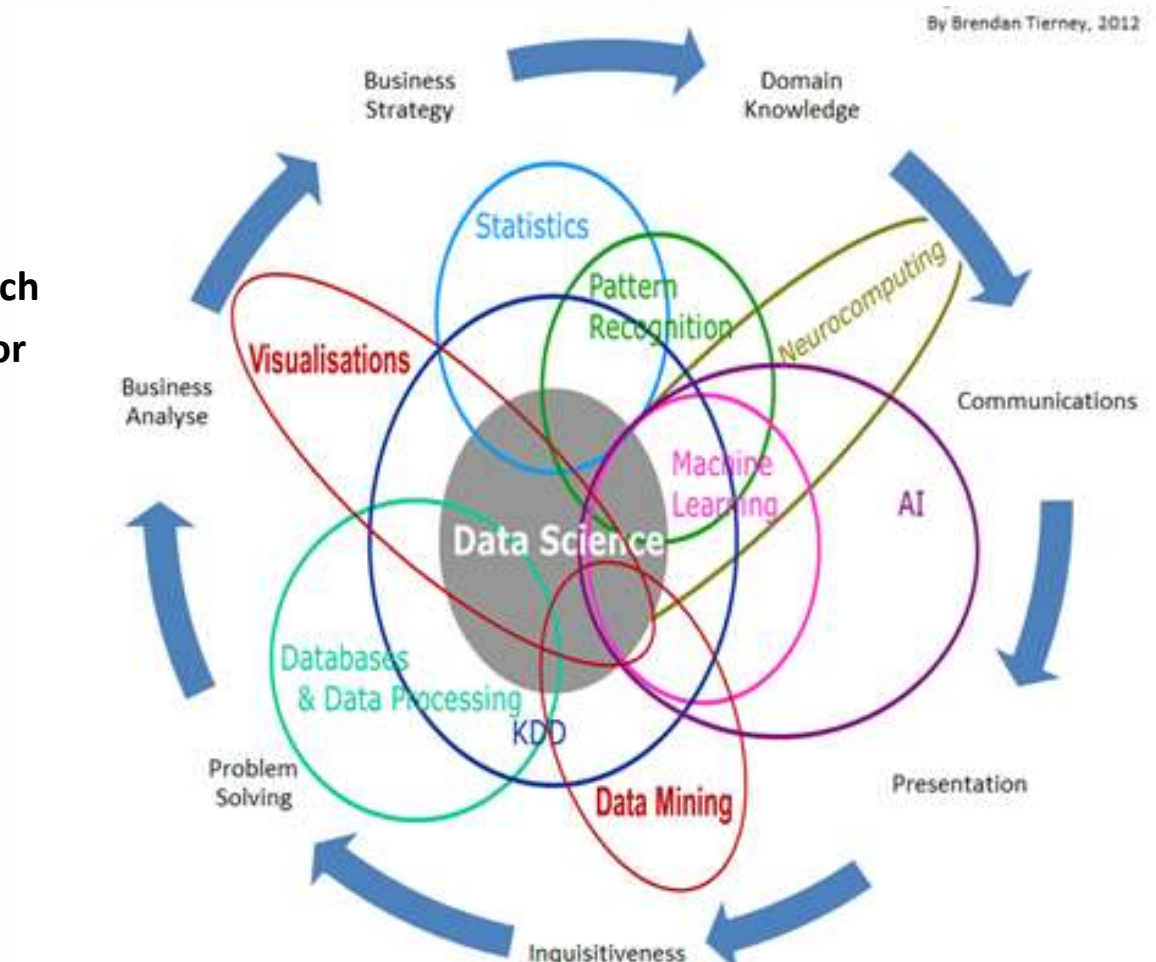 By Brendan Tierney, 2012
Business
Strategy
Domain
Knowledge
Statistics
Pattern
Recognition
Neurocomputing
ch
or
Visualisations
Business
Analyse
Communications
Machine
Learning
AI
Data Science
Databases
& Data Processing
KDD
Problem
Solving
Data Mining
Presentation
Inquisitiveness